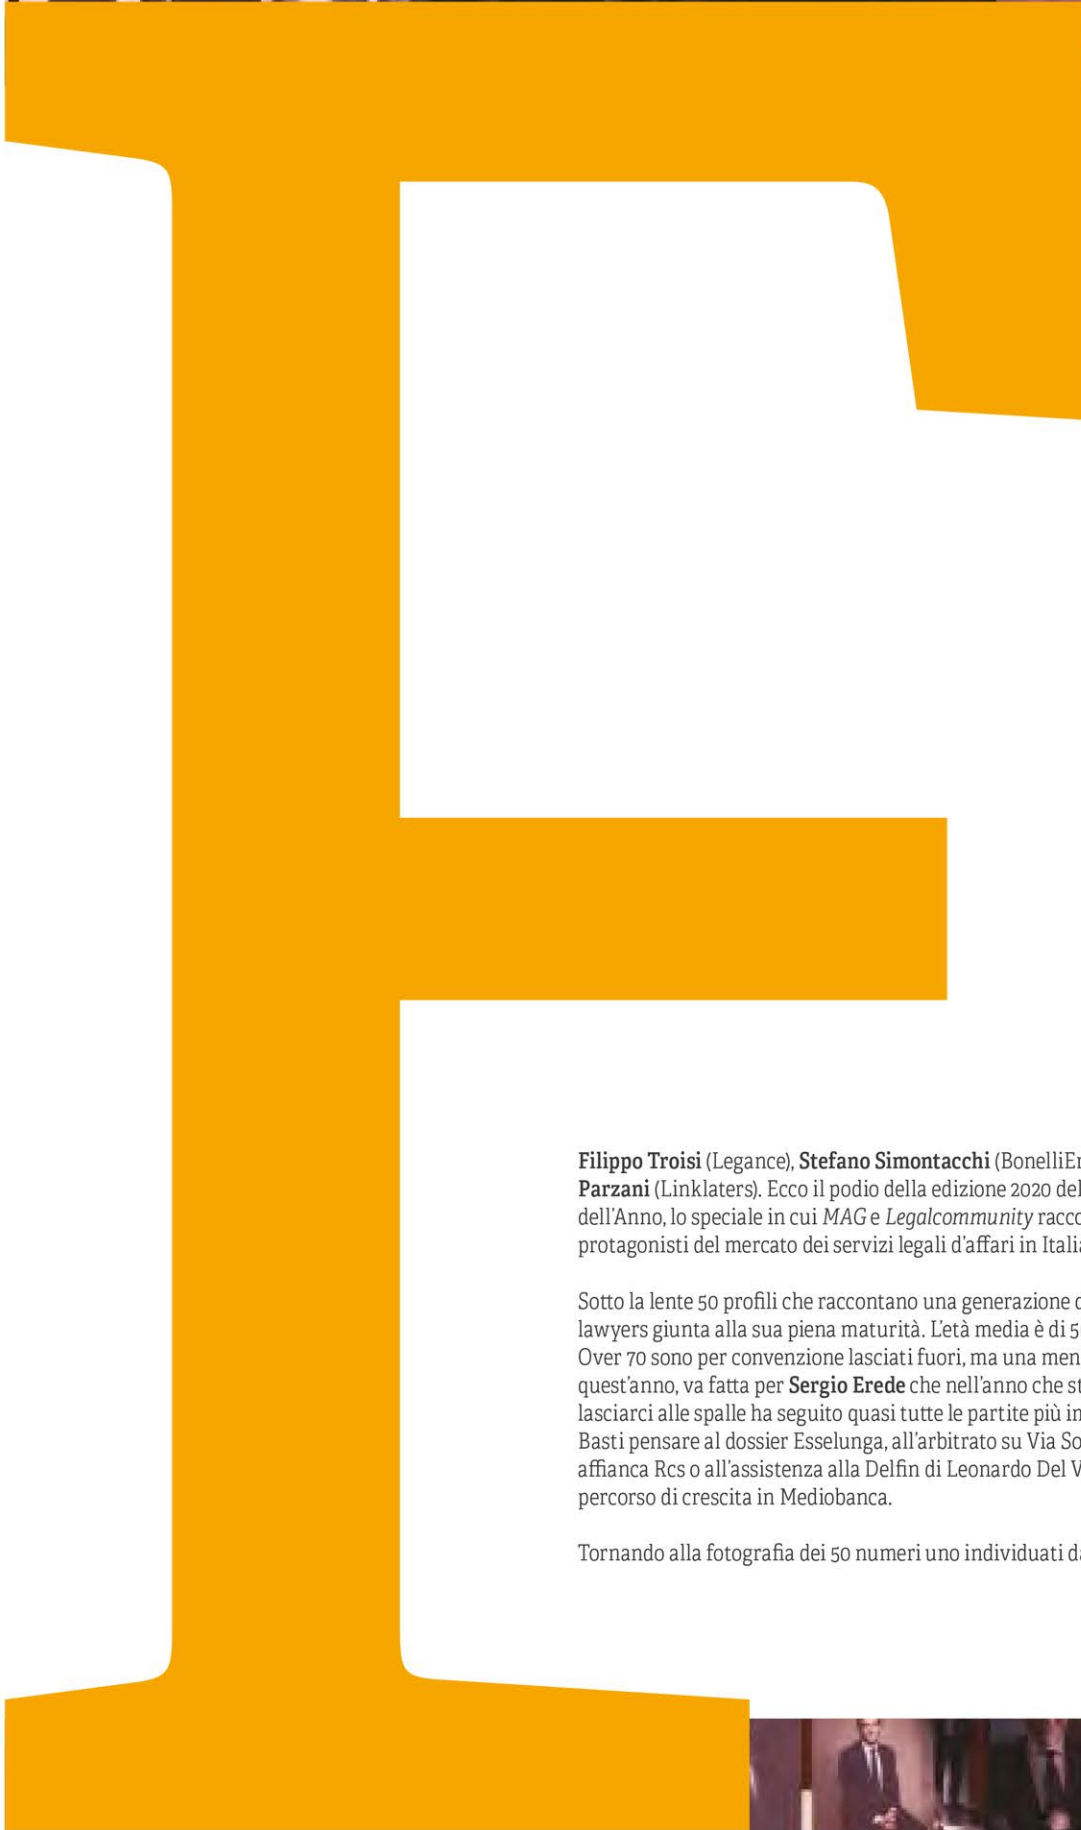 F
Filippo Troisi (Legance), Stefano Simontacchi (BonelliEr
Parzani (Linklaters). Ecco il podio della edizione 2020 del
dell'Anno, lo speciale in cui MAG e Legalcommunity racco
protagonisti del mercato dei servizi legali d'affari in Italia
Sotto la lente 50 profili che raccontano una generazione d
lawyers giunta alla sua piena maturità. L'età media è di 5
Over 70 sono per convenzione lasciati fuori, ma una men
quest'anno, va fatta per Sergio Erede che nell'anno che st
lasciarci alle spalle ha seguito quasi tutte le partite più in
Basti pensare al dossier Esselunga, all'arbitrato su Via So
affianca Rcs o all'assistenza alla Delfin di Leonardo Del V
percorso di crescita in Mediobanca.
Tornando alla fotografia dei 50 numeri uno individuati da